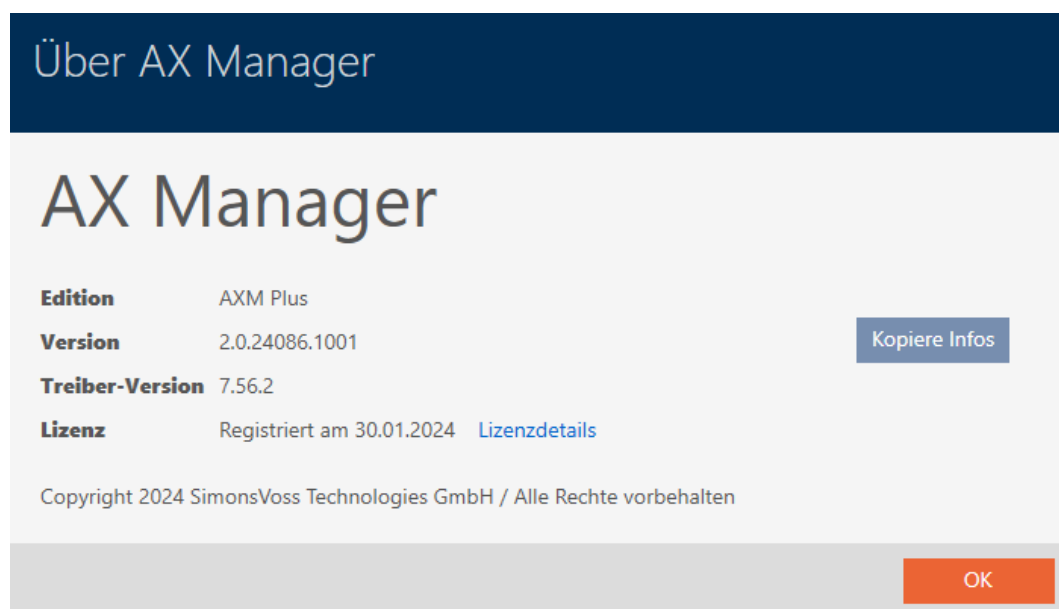 Über AX Manager
AX Manager
Edition AXM Plus
Version 2.0.24086.1001
Kopiere Infos
Treiber-Version 7.56.2
Lizenz Registriert am 30.01.2024 Lizenzdetails
Copyright 2024 SimonsVoss Technologies GmbH / Alle Rechte vorbehalten
OK